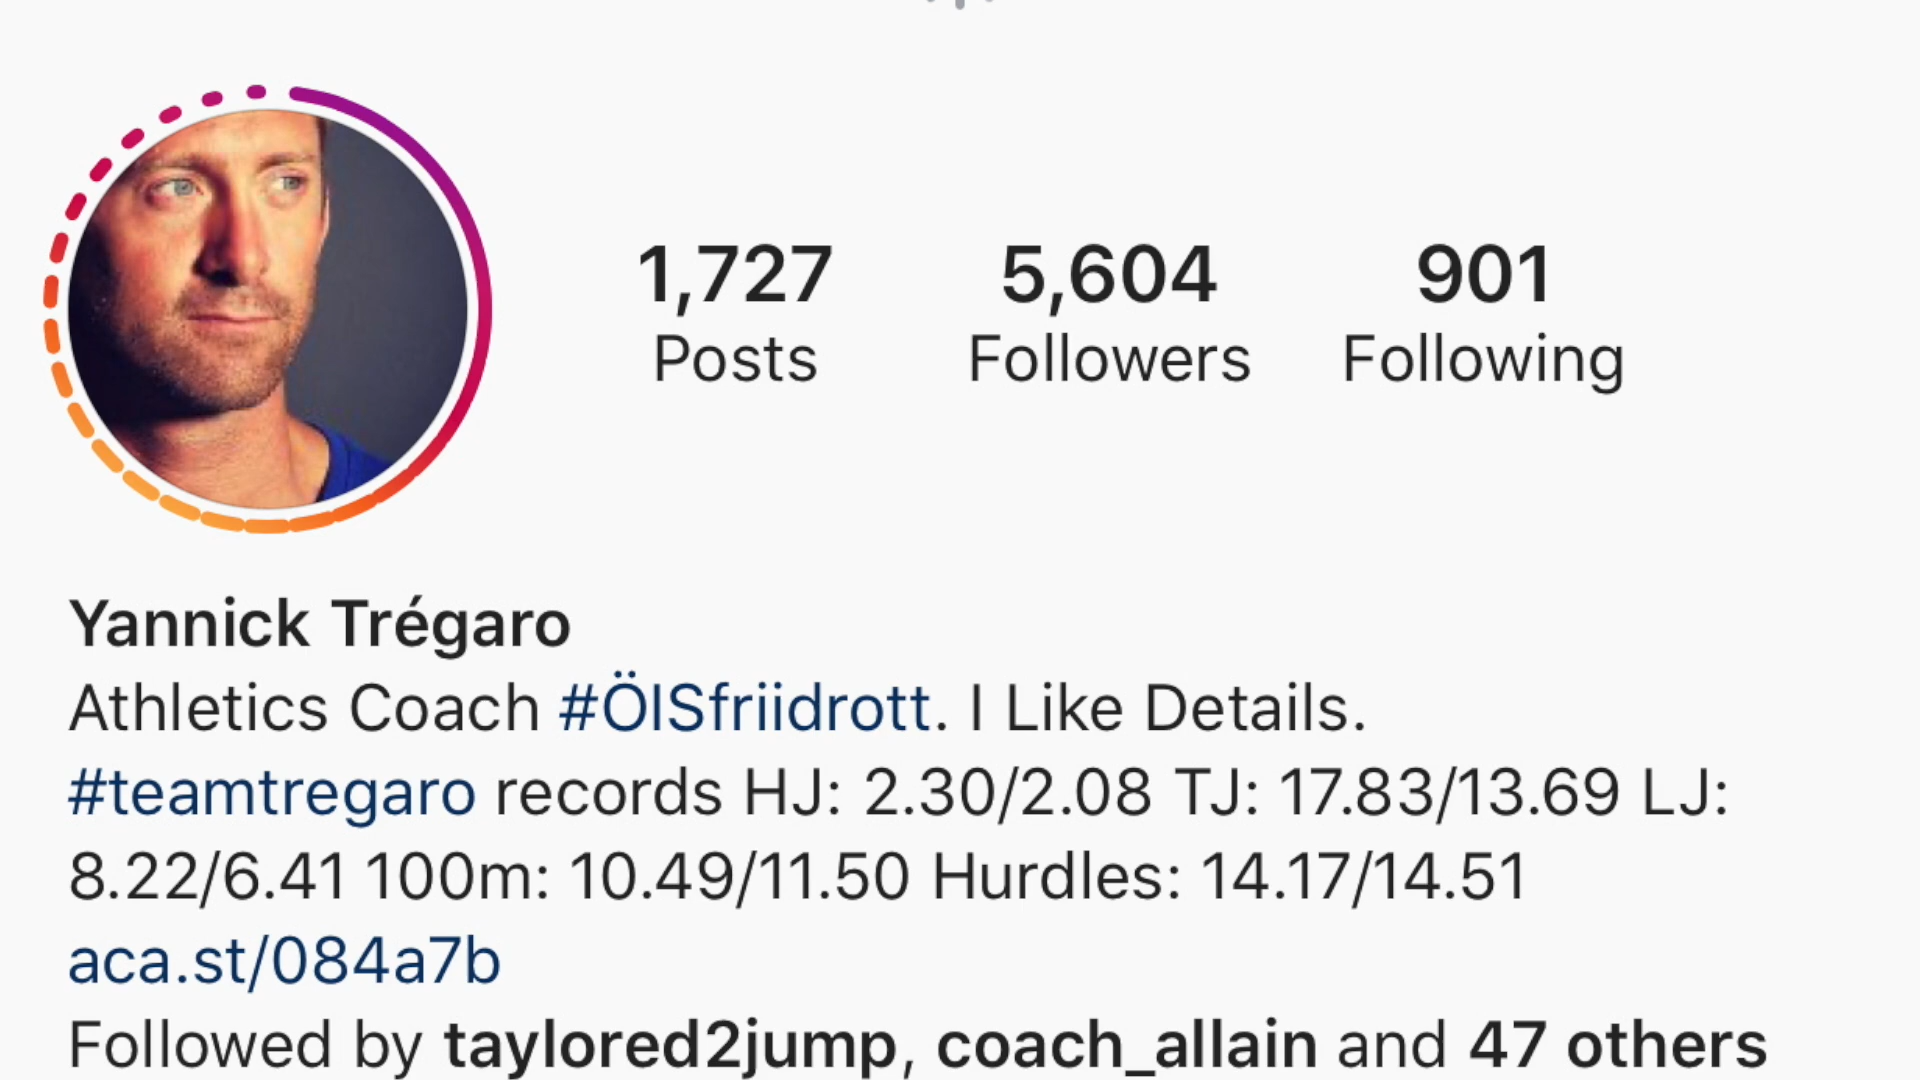 1,727 5,604 901
Posts Followers Following
Yannick Trégaro
Athletics Coach #ÖISfriidrott. I Like Details.
#teamtregaro records HJ: 2.30/2.08 TJ: 17.83/13.69 LJ:
8.22/6.41 100m: 10.49/11.50 Hurdles: 14.17/14.51
aca.st/084a7b
Followed by taylored2jump, coach_allain and 47 others